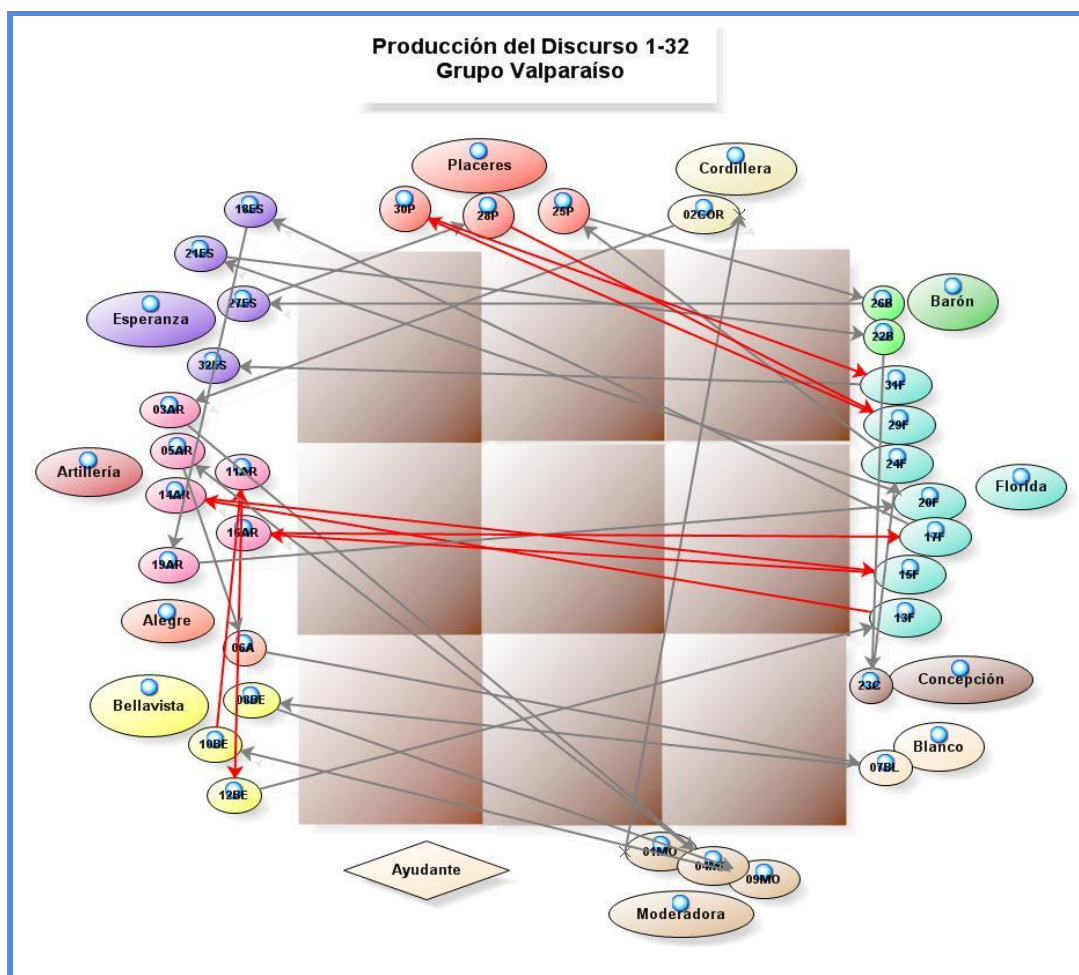 Producción del Discurso 1-32
Grupo Valparaíso
Placeres
Cordillera
18ES
30P
28P
25P
02COR
21ES
27ES
Esperanza
26B
Barón
22B
32ES
31F
03AR
29F
05AR
24F
Artillería
11AR
14AR
Florida
20F
16AR
17F
19AR
15F
Alegre
13F
06A
Bellavista
08BE
23C
Concepción
10BE
Blanco
07BL
12BE
Ayudante
01MO
09MO
Moderadora